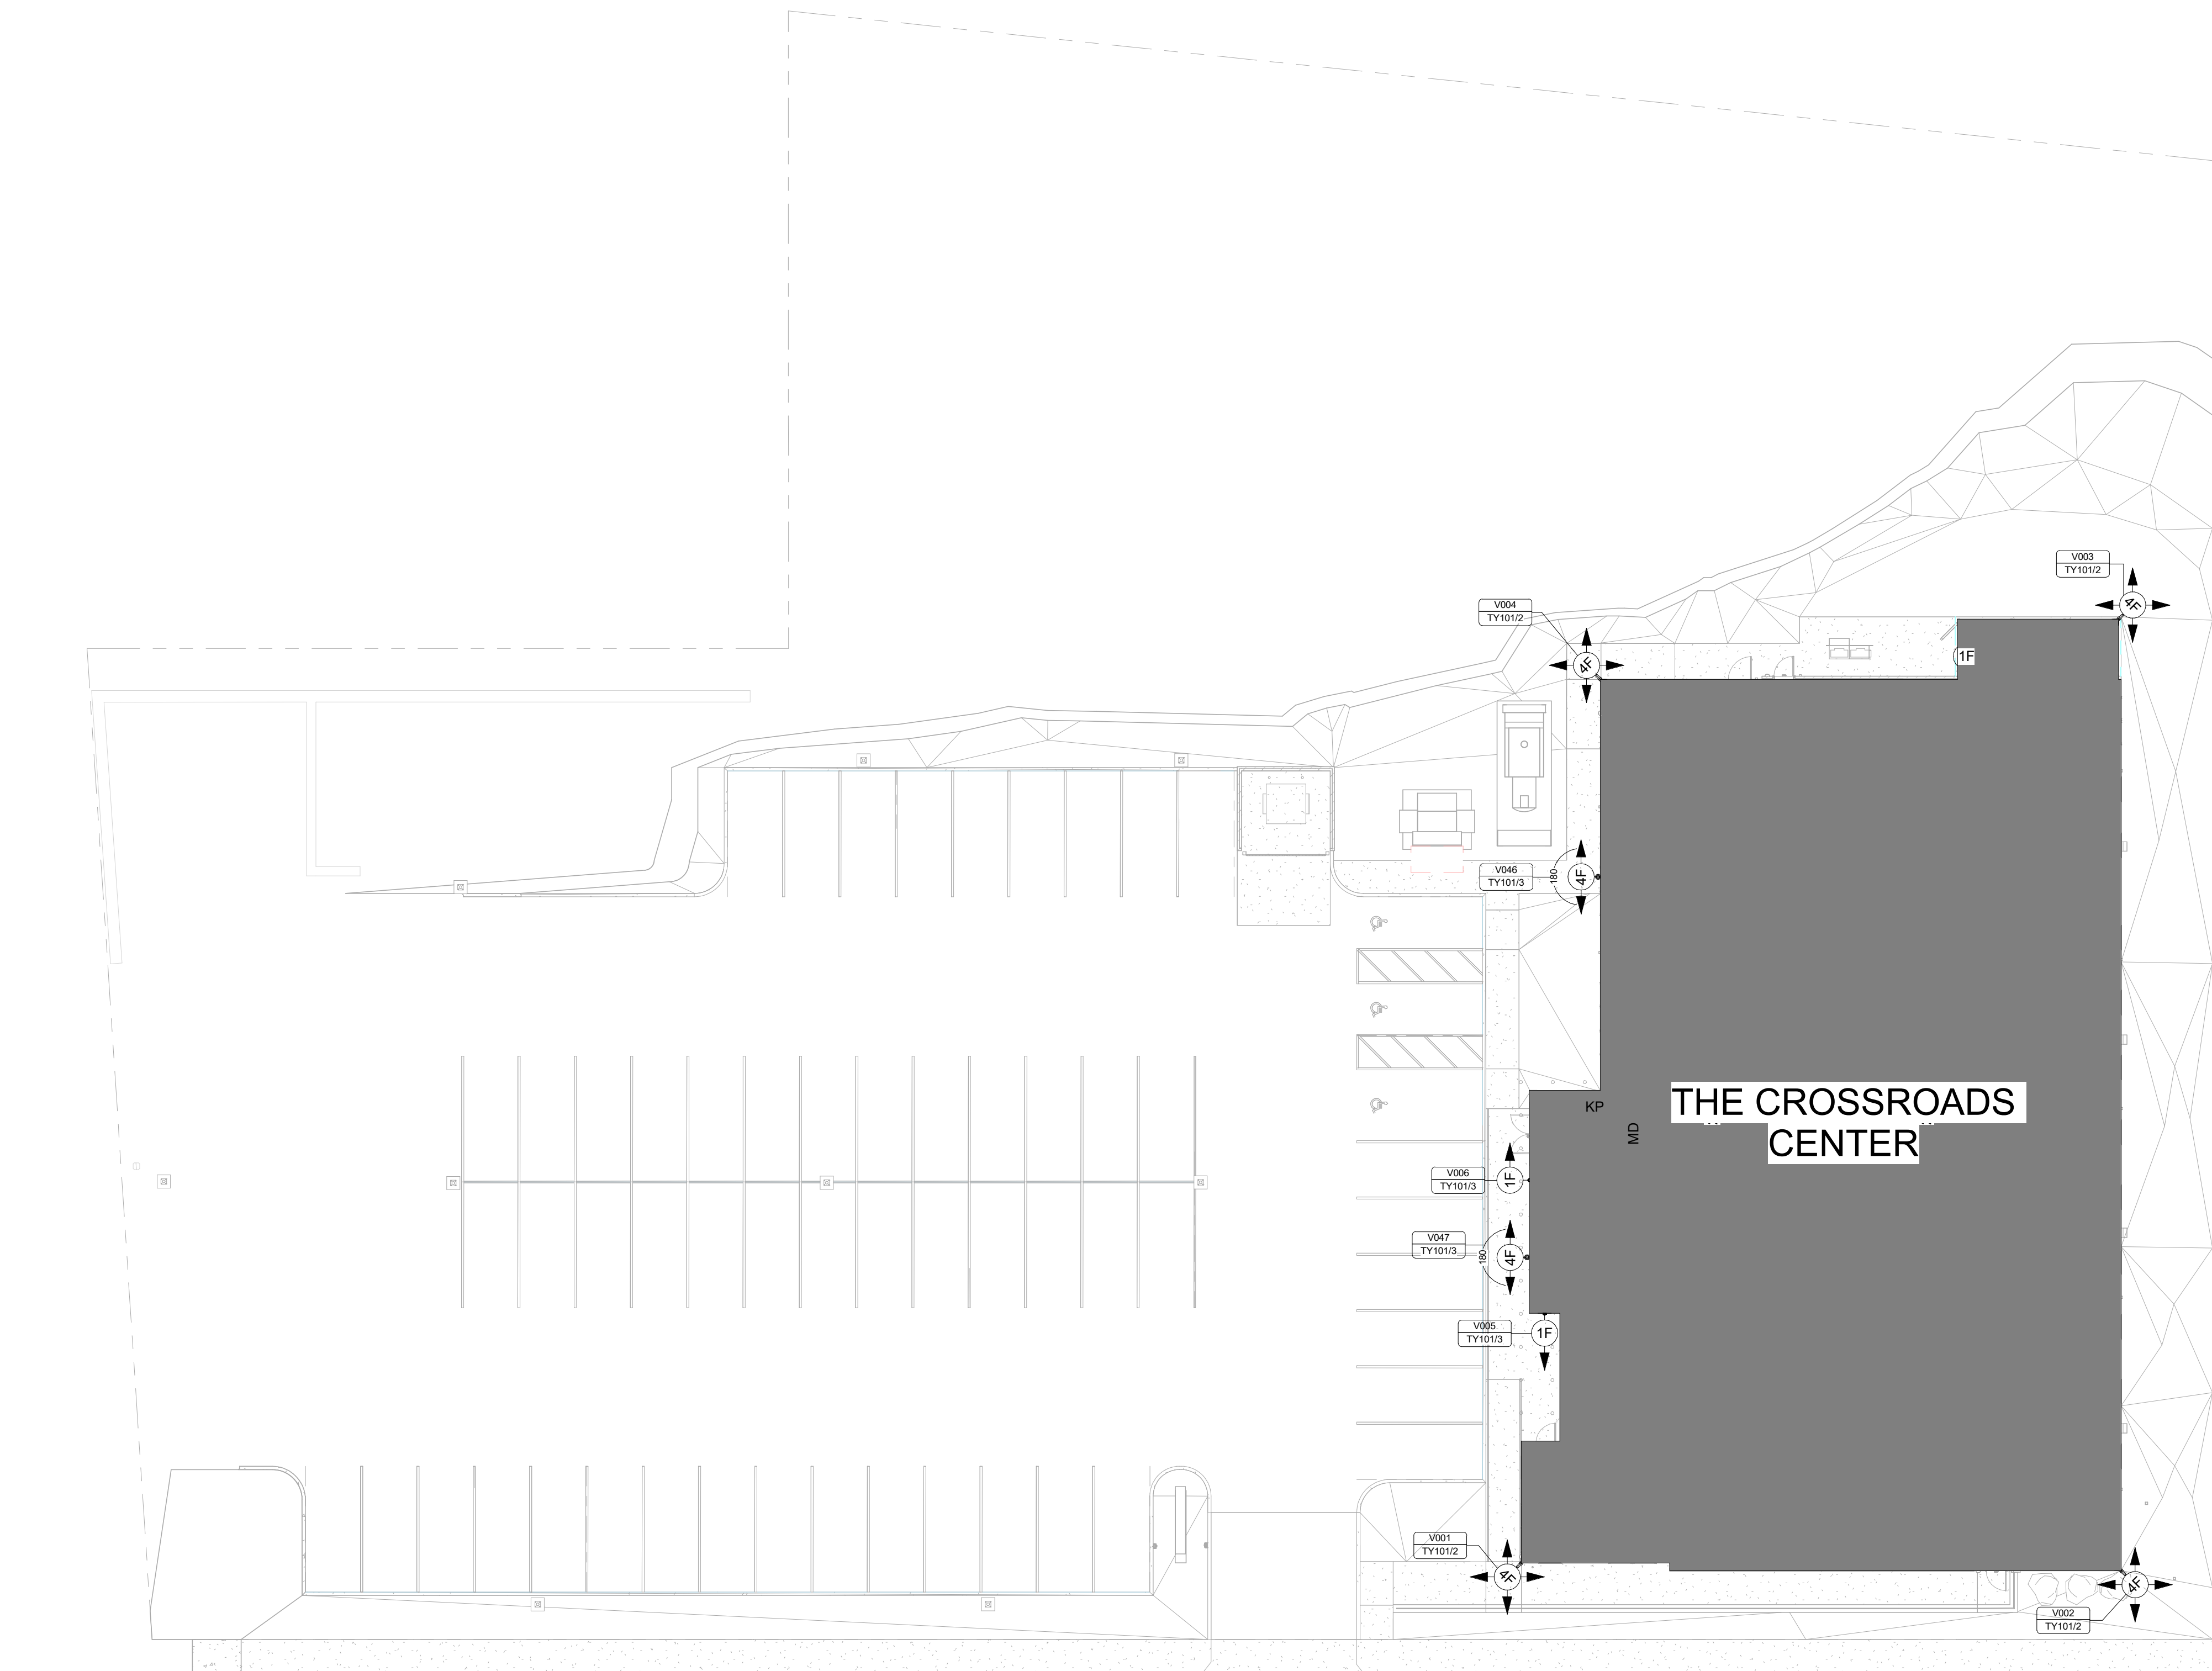 V003
TY101/2
4F
V004
TY101/2
4F
1F
V046
TY101/3
180
4F
THE CROSSROADS
CENTER
KP
MD
V006
TY101/3
1F
V047
TY101/3
180
4F
V005
TY101/3
1F
V001
TY101/2
4F
4F
V002
TY101/2